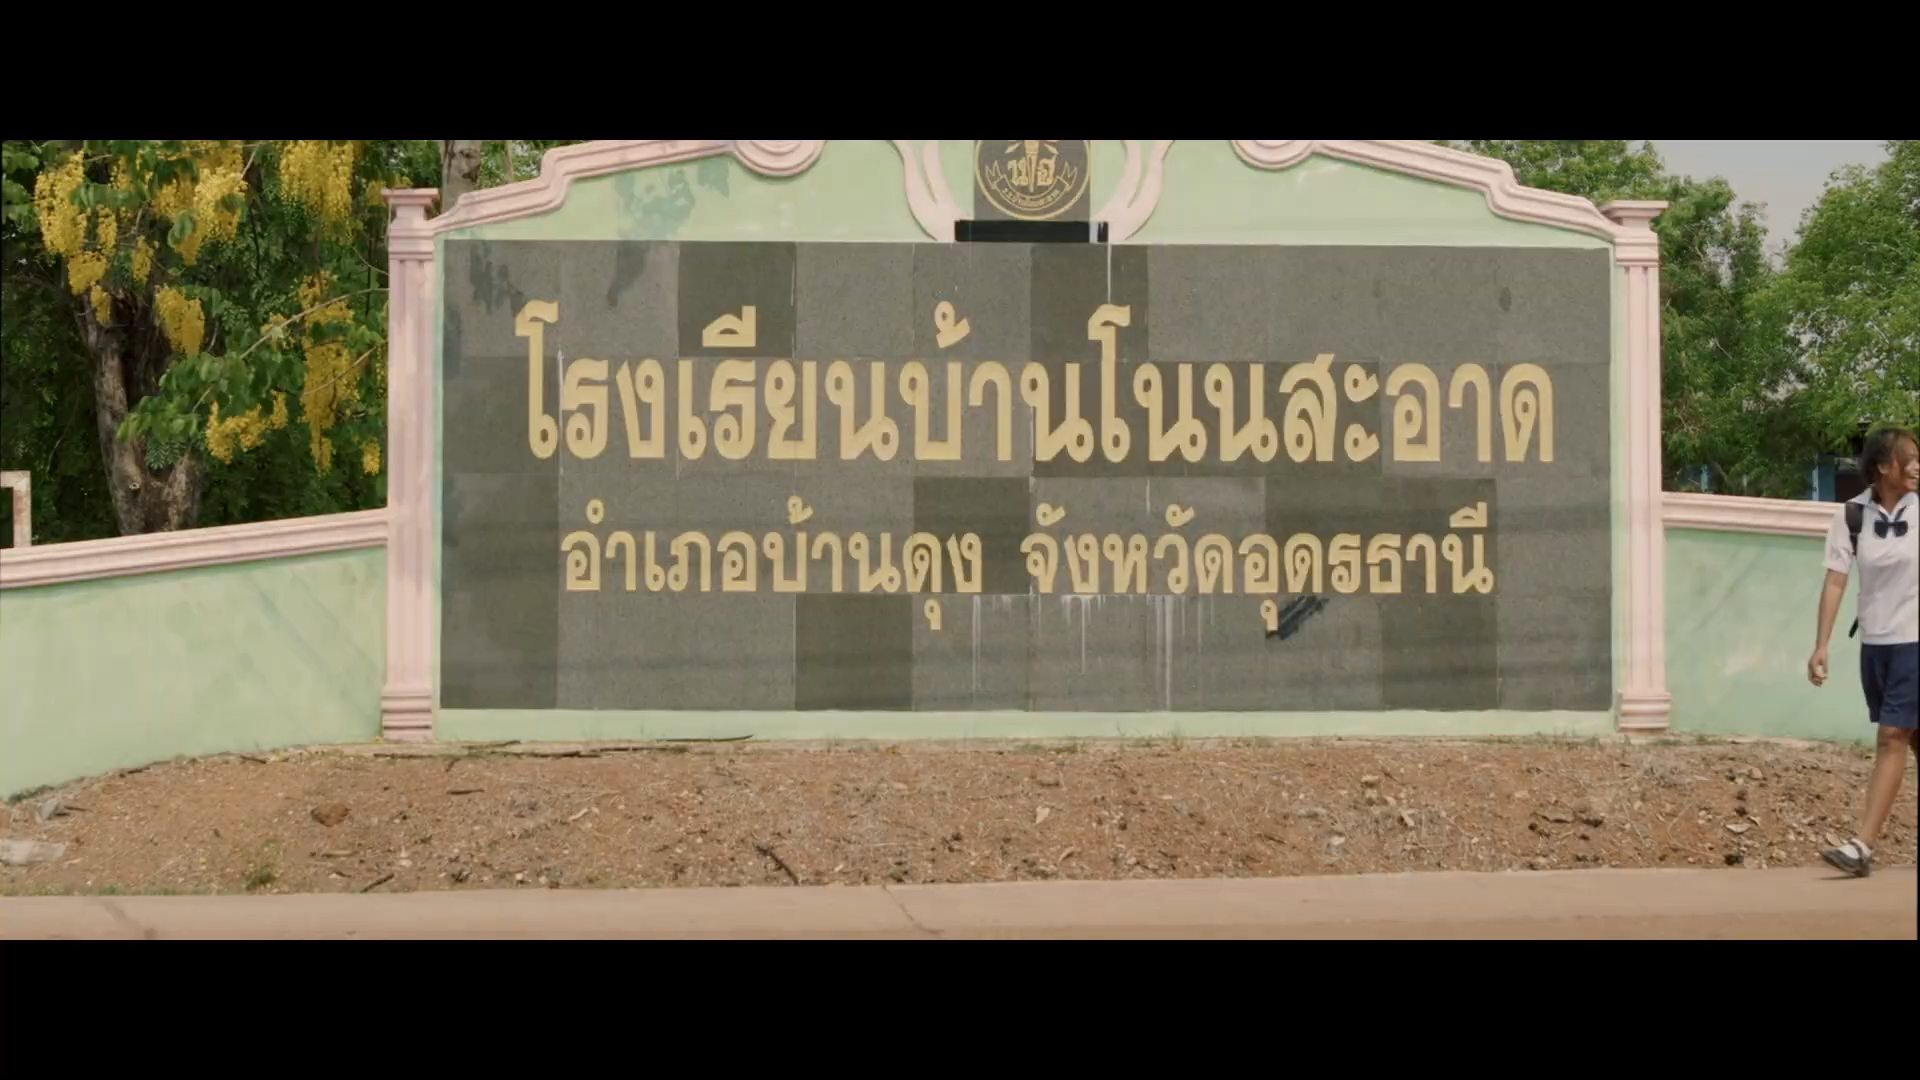 นฮ
โรงเรียนบ้านโนนสะอาด
อำเภอบ้านดุง จังหวัดอุดรธานี